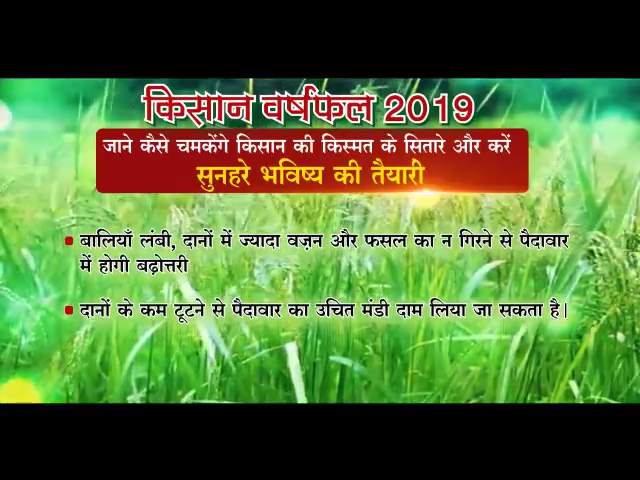 किसान वर्षफल 2019
जाने कैसे चमकेंगे किसान की किस्मत के सितारे और करें
सुनहरे भविष्य की तैयारी
बालियाँ लंबी, दानों में ज्यादा वज़न और फसल का न गिरने से पैदावार
में होगी बढ़ोत्तरी
दानों के कम टूटने से पैदावार का उचित मंडी दाम लिया जा सकता है।